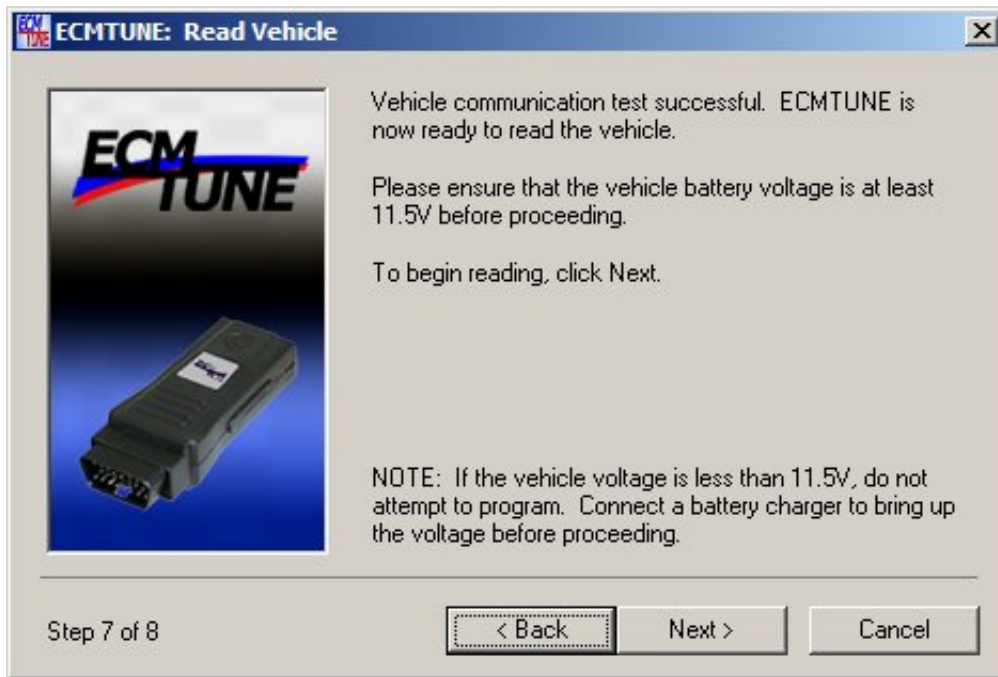 ECMTUNE: Read Vehicle
ECM
TUNE
Vehicle communication test successful. ECMTUNE is
now ready to read the vehicle.
Please ensure that the vehicle battery voltage is at least
11.5V before proceeding.
To begin reading, click Next.
NOTE: If the vehicle voltage is less than 11.5V, do not
attempt to program. Connect a battery charger to bring up
the voltage before proceeding.
Step 7 of 8
< Back
Next >
Cancel